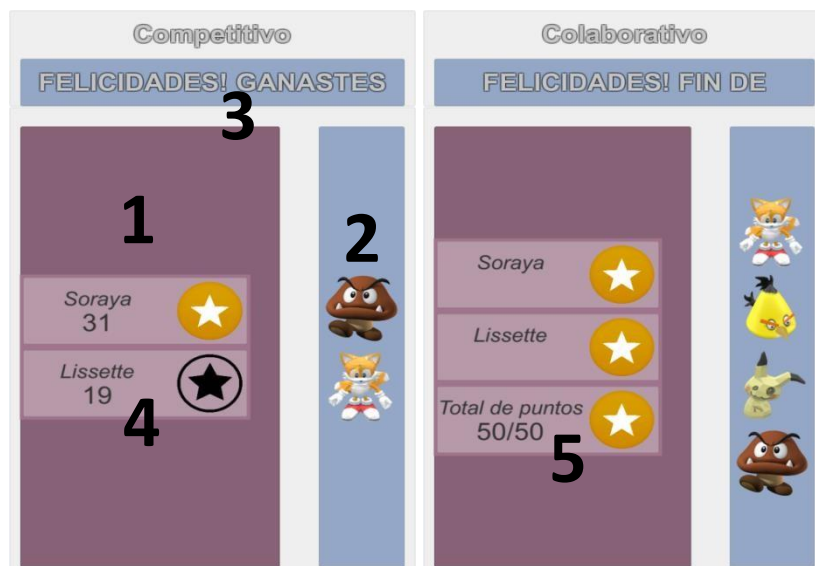 Competitivo
FELICIDADES! GANASTES
3
1
2
Soraya
31
Lissette
19
4
Colaborativo
FELICIDADES! FIN DE
Soraya
Lissette
Total de puntos
50/50
5